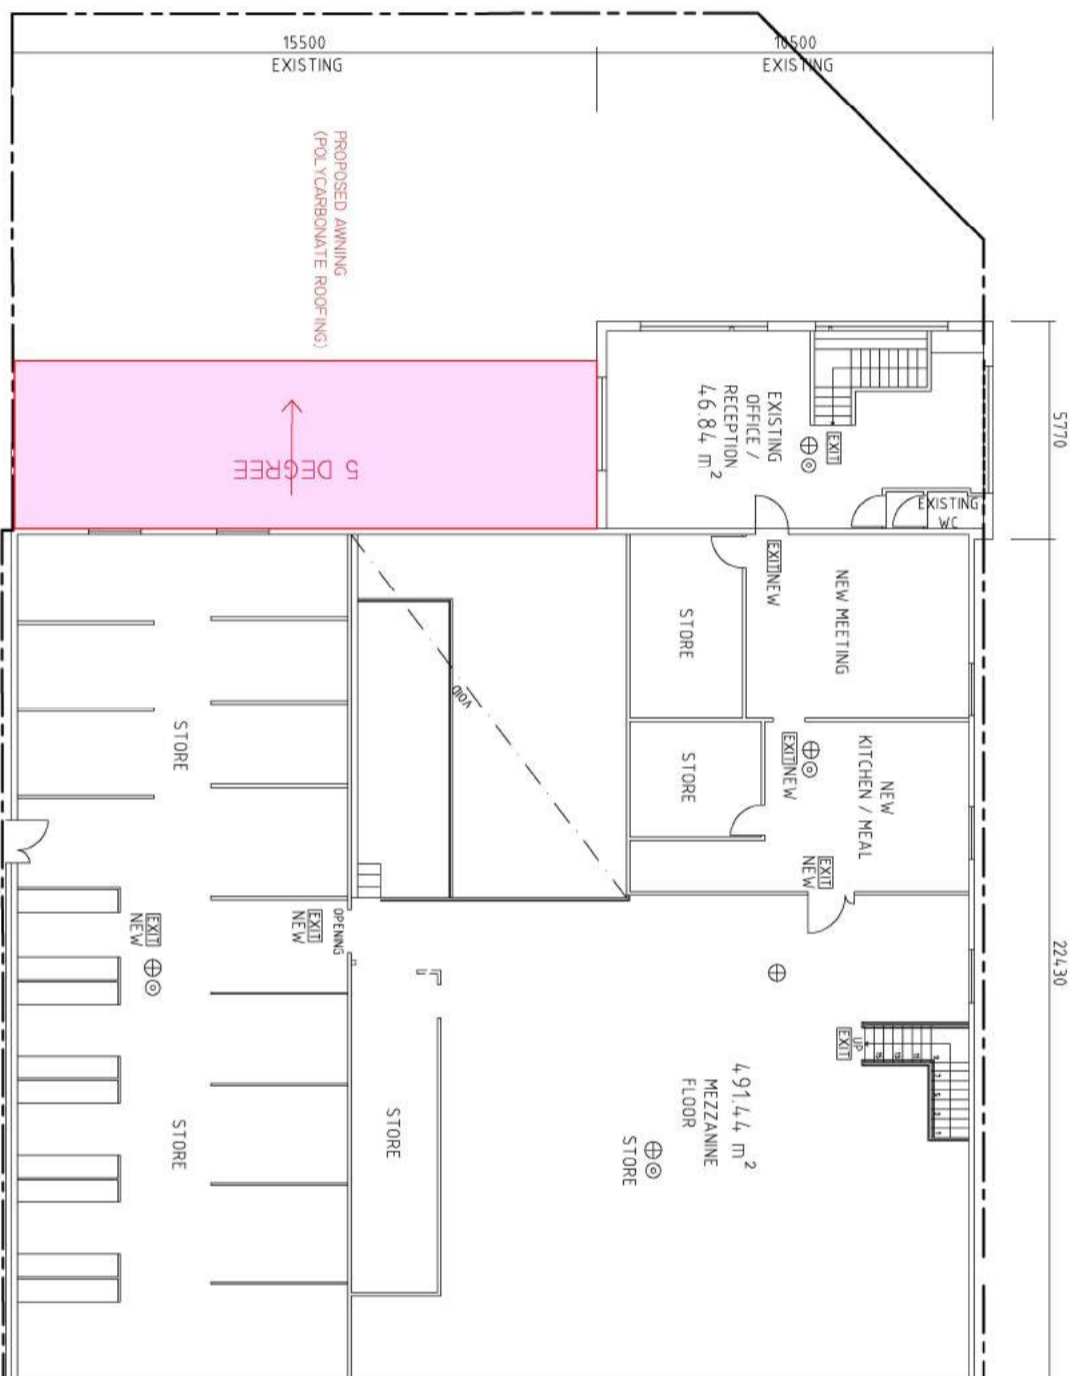 15500
EXISTING
10500
EXISTING
PROPOSED AWNING
(POLYCARBONATE ROOFING)
5 DEGREE
EXISTING
OFFICE /
RECEPTION
46.84 m²
EXIT
EXISTING
WC
5770
EXIT NEW
NEW MEETING
STORE
VOID
STORE
STORE
EXIT NEW
NEW
KITCHEN / MEAL
EXIT
NEW
22430
OPENING
EXIT
NEW
EXIT
NEW
UP
EXIT
491.44 m²
MEZZANINE
FLOOR
STORE
STORE
STORE